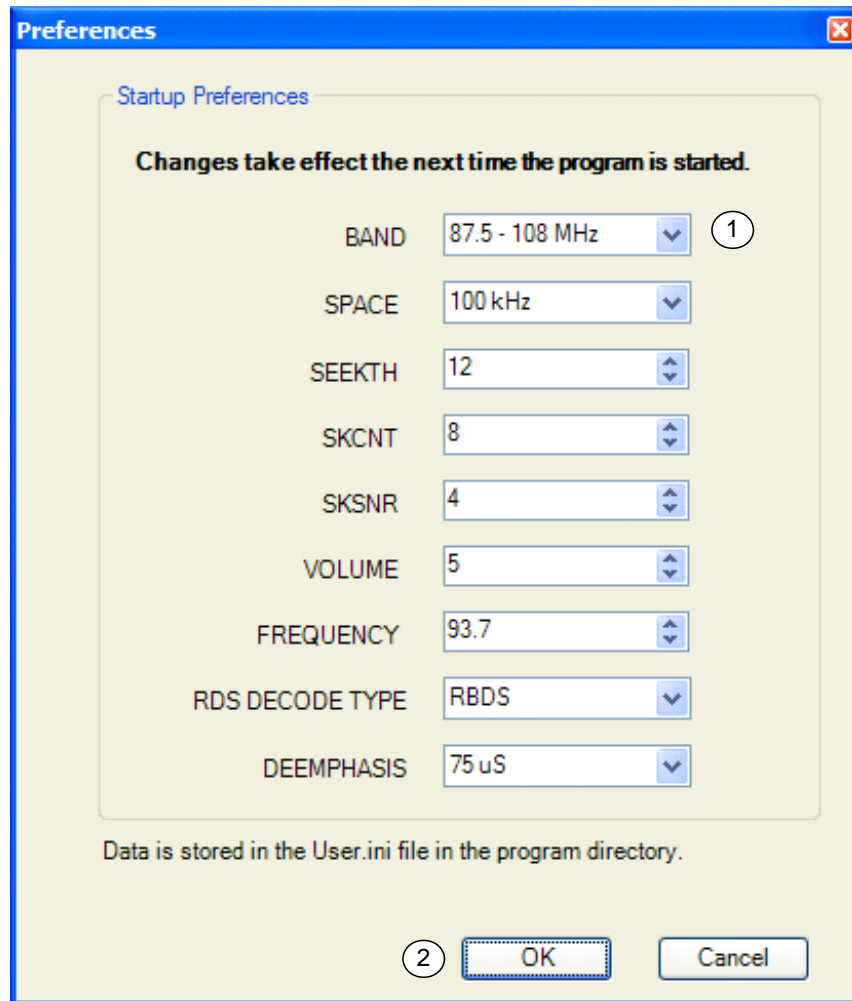 Preferences
Startup Preferences
Changes take effect the next time the program is started.
BAND 87.5 - 108 MHz 1
SPACE 100 kHz
SEEKTH 12
SKCNT 8
SKSNR 4
VOLUME 5
FREQUENCY 93.7
RDS DECODE TYPE RBDS
DEEMPHASIS 75 uS
Data is stored in the User.ini file in the program directory.
2 OK Cancel